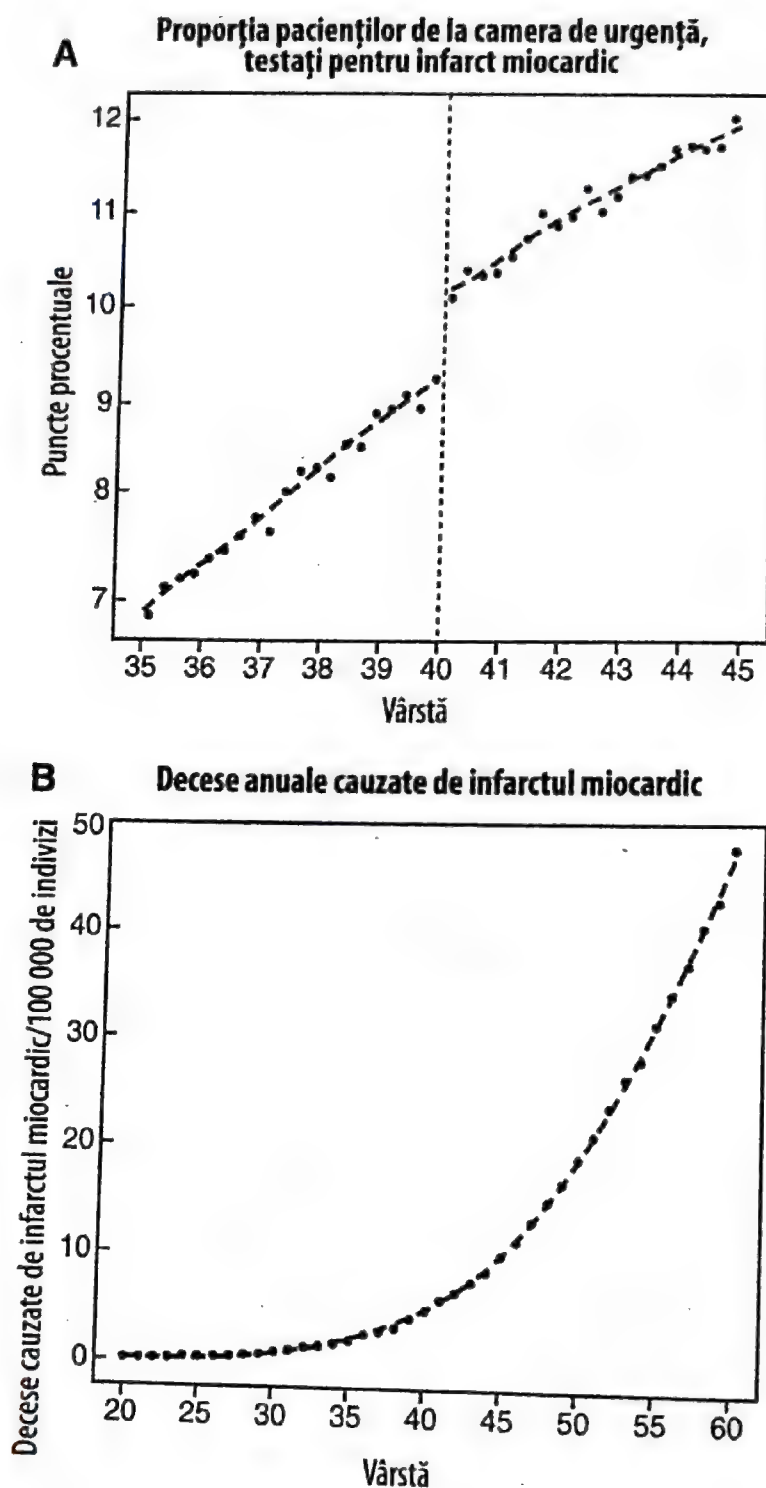 A
Proporția pacienților de la camera de urgență,
testați pentru infarct miocardic
Puncte procentuale
12
11
10
9
8
7
35 36 37 38 39 40 41 42 43 44 45
Vârstă
B
Decese anuale cauzate de infarctul miocardic
Decese cauzate de infarctul miocardic/100 000 de indivizi
50
40
30
20
10
0
20 25 30 35 40 45 50 55 60
Vârstă